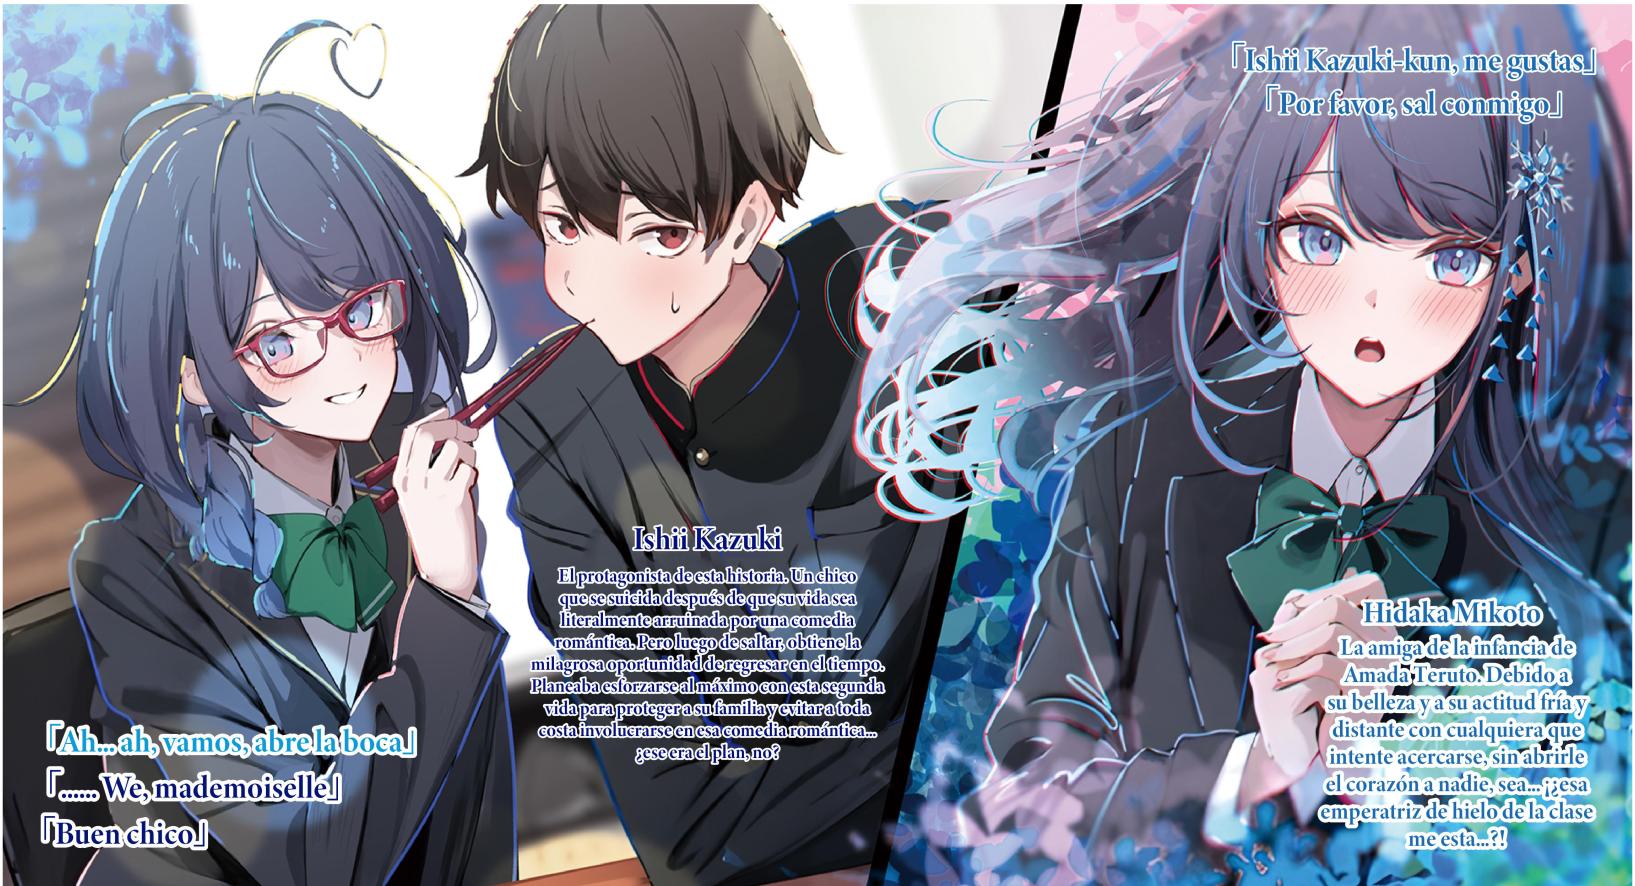 「Ah... ah, vamos, abre la boca」
「...... We, mademoiselle」
「Buen chico」
Ishii Kazuki
El protagonista de esta historia. Un chico
que se suicida después de que su vida sea
literalmente arruinada por una comedia
romántica. Pero luego de saltar, obtiene la
milagrosa oportunidad de regresar en el tiempo.
Planeaba esforzarse al máximo con esta segunda
vida para proteger a su familia y evitar a toda
costa involucrarse en esa comedia romántica...
¿ese era el plan, no?
「Ishii Kazuki-kun, me gustas」
「Por favor, sal conmigo」
Hidaka Mikoto
La amiga de la infancia de
Amada Teruto. Debido a
su belleza y a su actitud fría y
distante con cualquiera que
intente acercarse, sin abrirle
el corazón a nadie, sea... ¡¿esa
emperatriz de hielo de la clase
me esta...?!